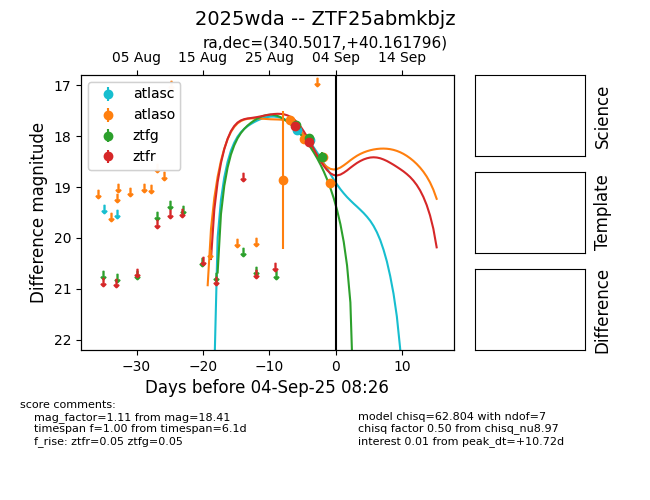 2025wda -- ZTF25abmkbjz
ra,dec=(340.5017,+40.161796)
05 Aug
15 Aug
25 Aug
04 Sep
14 Sep
atlasc
atlaso
ztfg
ztfr
17
18
19
20
21
22
Difference magnitude
−30
−20
−10
0
10
Days before 04-Sep-25 08:26
Science
Template
Difference
score comments:
mag_factor=1.11 from mag=18.41
timespan f=1.00 from timespan=6.1d
f_rise: ztfr=0.05 ztfg=0.05
model chisq=62.804 with ndof=7
chisq factor 0.50 from chisq_nu8.97
interest 0.01 from peak_dt=+10.72d